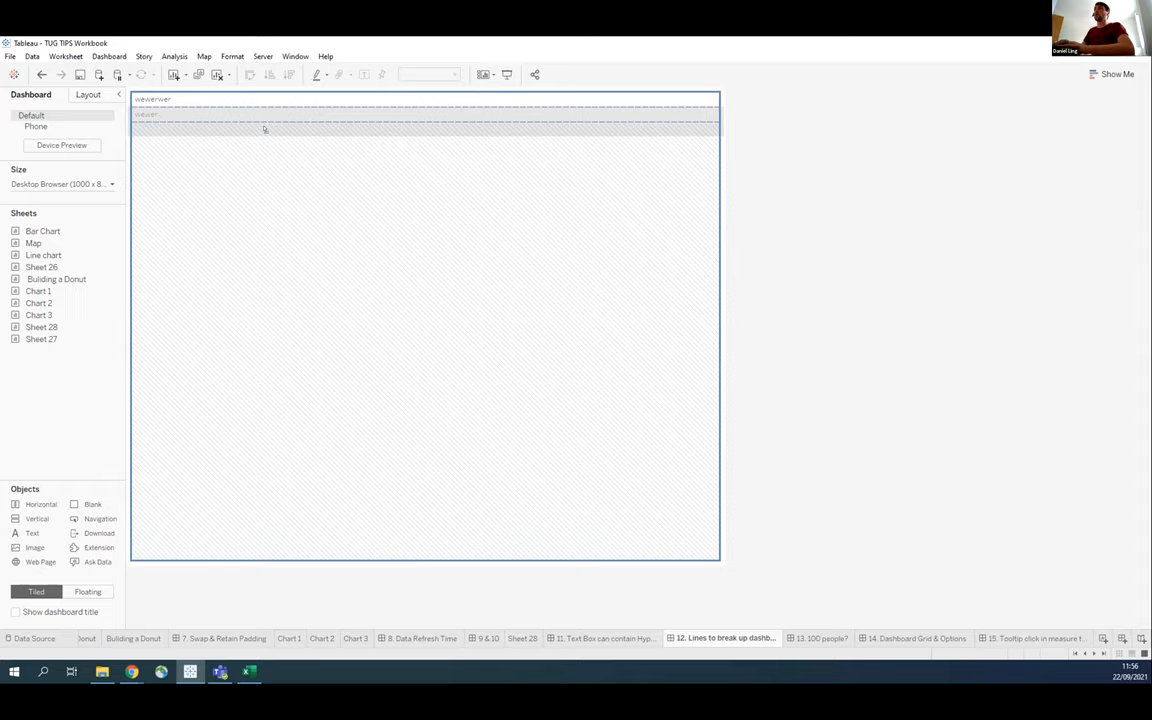 Daniel Ling
Tableau - TUG TIPS Workbook
File Data Worksheet Dashboard Story Analysis Map Format Server Window Help
Show Me
Dashboard Layout
wewerwer
wewer
Default
Phone
Device Preview
Size
Desktop Browser (1000 x 8...
Sheets
Bar Chart
Map
Line chart
Sheet 26
Buliding a Donut
Chart 1
Chart 2
Chart 3
Sheet 28
Sheet 27
Objects
Horizontal Blank
Vertical Navigation
Text Download
Image Extension
Web Page Ask Data
Tiled Floating
Show dashboard title
Data Source Donut Buliding a Donut 7. Swap & Retain Padding Chart 1 Chart 2 Chart 3 8. Data Refresh Time 9 & 10 Sheet 28 11. Text Box can contain Hyp... 12. Lines to break up dashb... 13. 100 people? 14. Dashboard Grid & Options 15. Tooltip click in measure t...
11:56
22/09/2021